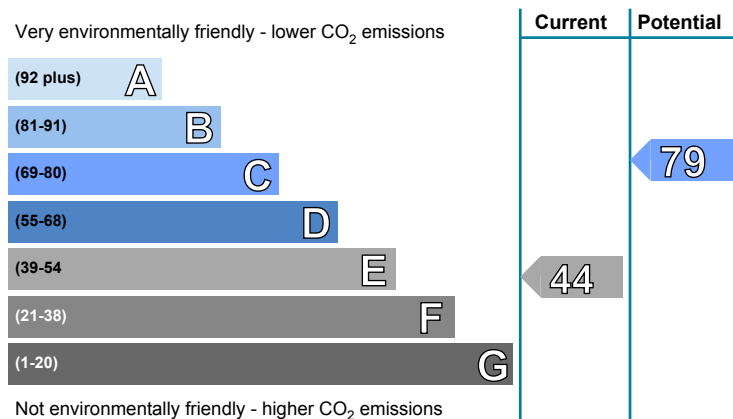 Very environmentally friendly - lower CO2 emissions
Current
Potential
(92 plus) A
(81-91) B
(69-80) C
79
(55-68) D
(39-54 E
44
(21-38) F
(1-20) G
Not environmentally friendly - higher CO2 emissions